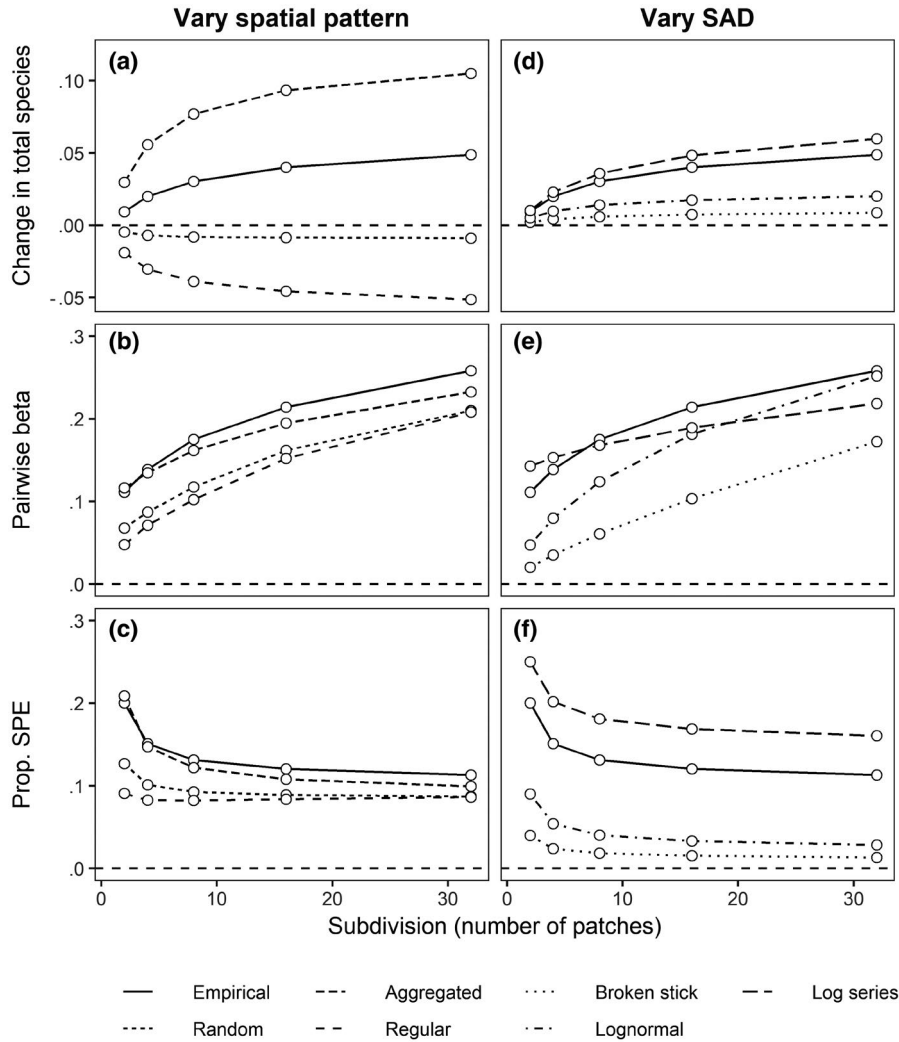 Vary spatial pattern
Vary SAD
Change in total species
(a)
.10
.05
.00
-.05
(d)
Pairwise beta
(b)
.3
.2
.1
.0
(e)
Prop. SPE
(c)
.3
.2
.1
.0
(f)
0 10 20 30
0 10 20 30
Subdivision (number of patches)
Empirical Aggregated Broken stick Log series
Random Regular Lognormal